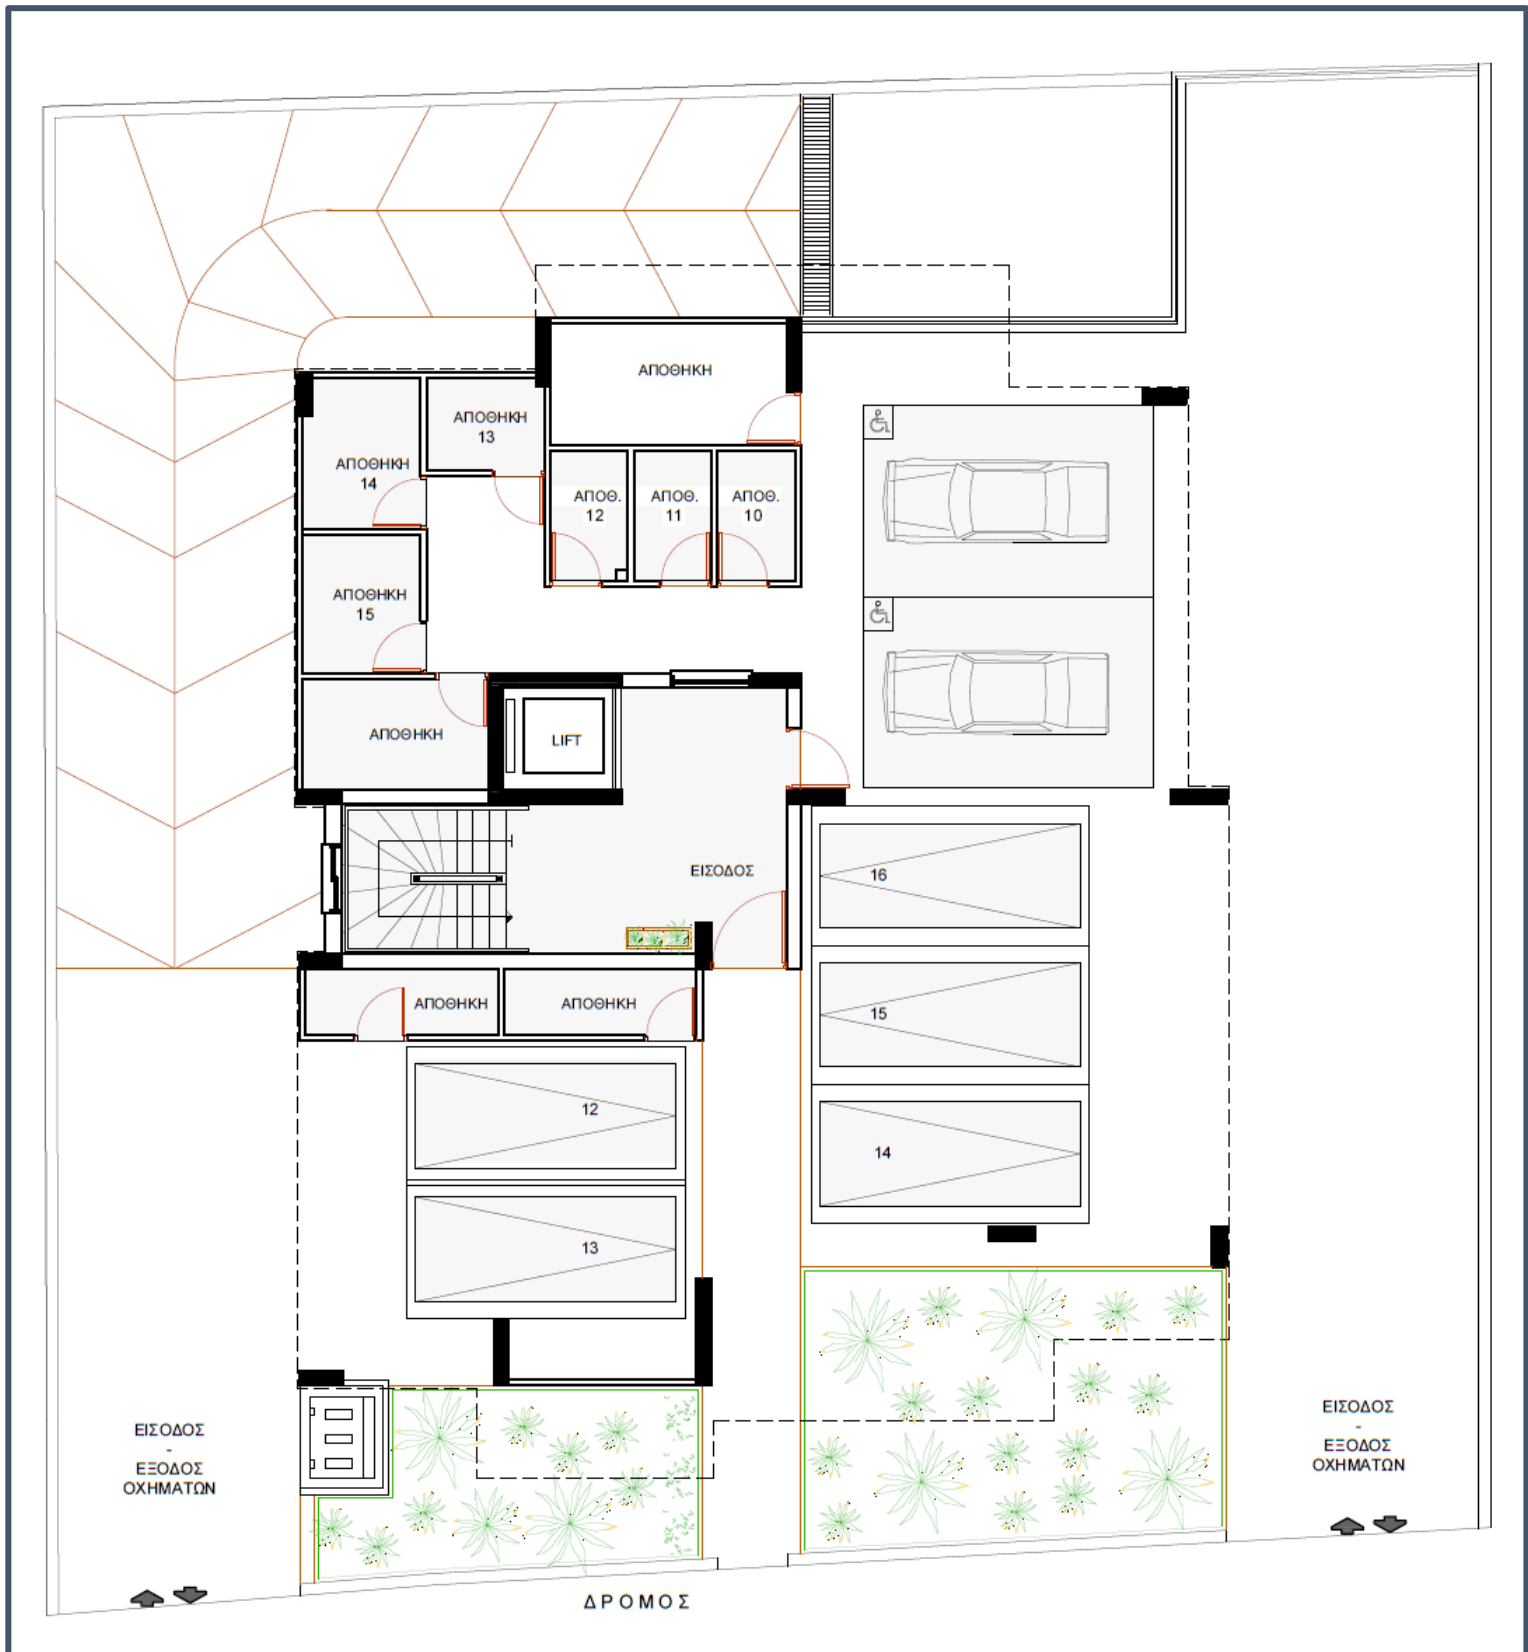 ΑΠΟΘΗΚΗ
ΑΠΟΘΗΚΗ
13
ΑΠΟΘΗΚΗ
14
ΑΠΟΘ.
12
ΑΠΟΘ.
11
ΑΠΟΘ.
10
ΑΠΟΘΗΚΗ
15
ΑΠΟΘΗΚΗ
LIFT
ΕΙΣΟΔΟΣ
16
ΑΠΟΘΗΚΗ
ΑΠΟΘΗΚΗ
15
12
14
13
ΕΙΣΟΔΟΣ
-
ΕΞΟΔΟΣ
ΟΧΗΜΑΤΩΝ
ΕΙΣΟΔΟΣ
-
ΕΞΟΔΟΣ
ΟΧΗΜΑΤΩΝ
ΔΡΟΜΟΣ